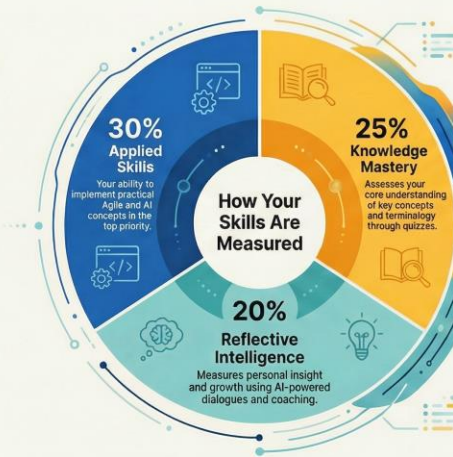 How Your
Skills Are
Measured
30%
Applied
Skills
Your ability to
implement practical
Agile and AI
concepts in the
top priority.
</>
</>
25%
Knowledge
Mastery
Assesses your
core understanding
of key concepts
and terminology
through quizzes.
20%
Reflective
Intelligence
Measures personal insight
and growth using AI-powered
dialogues and coaching.